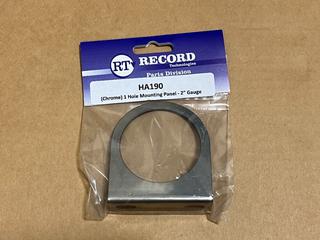 RT RECORD
Technologies
Parts Division
HA190
(Chrome) 1 Hole Mounting Panel - 2" Gauge